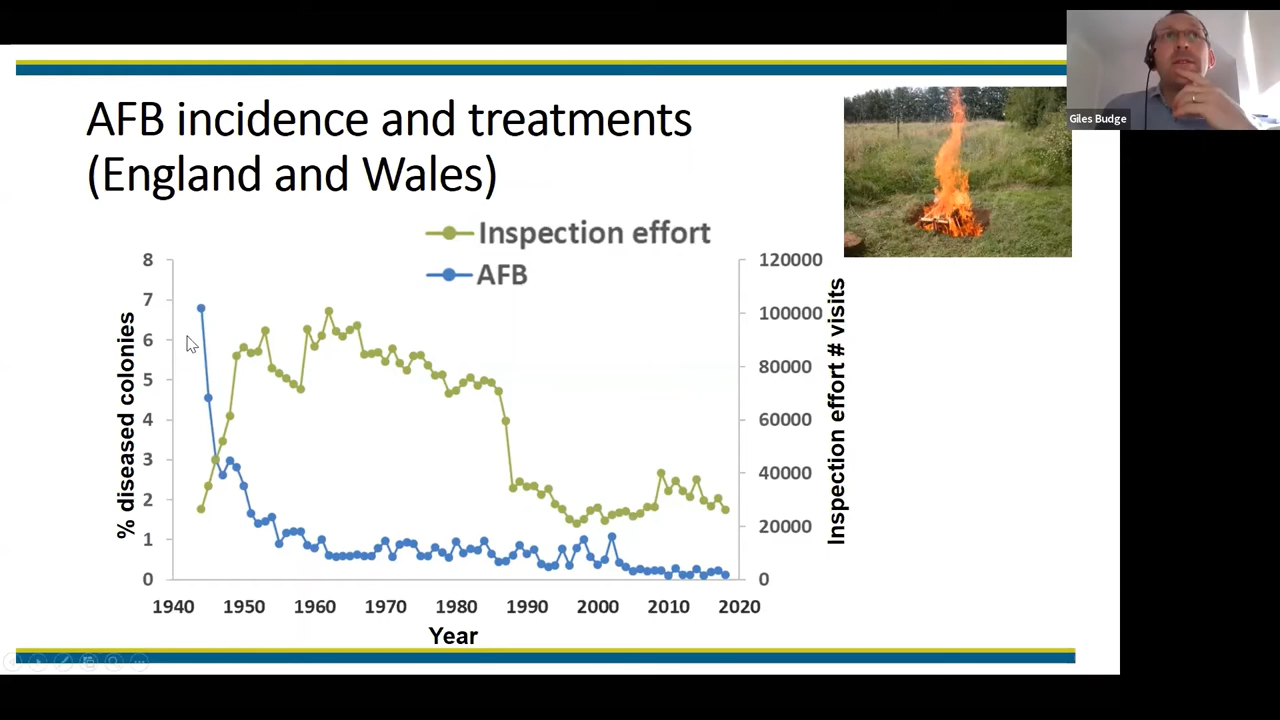 AFB incidence and treatments
(England and Wales)
Giles Budge
Inspection effort
AFB
8
7
6
5
4
3
2
1
0
% diseased colonies
120000
100000
80000
60000
40000
20000
0
Inspection effort # visits
1940 1950 1960 1970 1980 1990 2000 2010 2020
Year